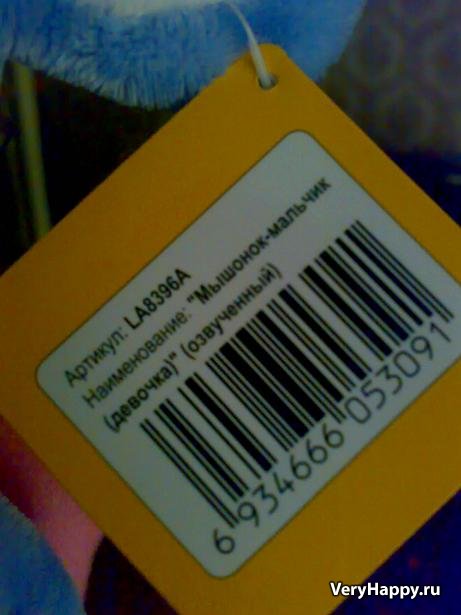 Артикул: LA8396A
Наименование: "Мышонок-мальчик
(девочка)" (озвученный)
6 934666 053091
VeryHappy.ru